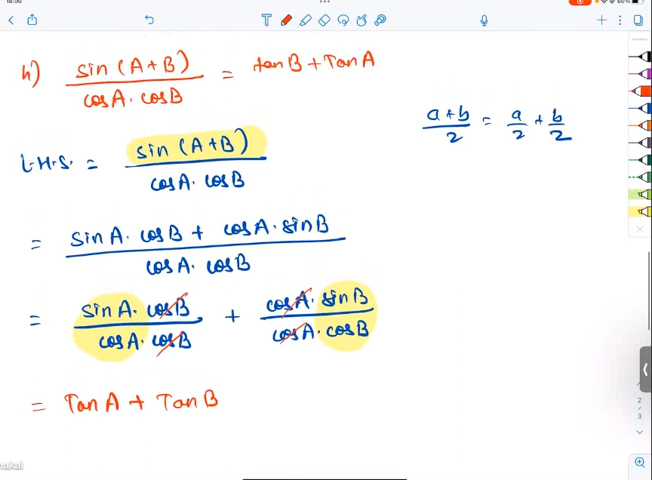 h) sin (A+B) / cosA. cosB = tanB + TanA
a+b / 2 = a/2 + b/2
L.H.S. = sin (A+B) / cosA. cosB
= sinA. cosB + cosA. sinB / cosA. cosB
= sinA. cosB / cosA. cosB + cosA. sinB / cosA. cosB
= TanA + TanB